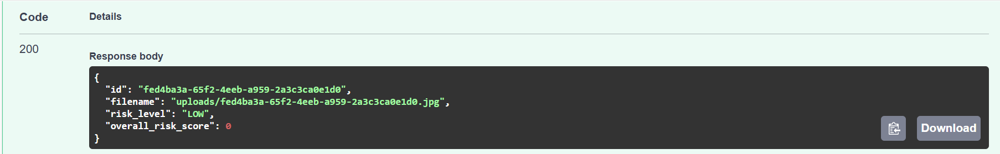 Code Details
200
Response body
{
  "id": "fed4ba3a-65f2-4eeb-a959-2a3c3ca0e1d0",
  "filename": "uploads/fed4ba3a-65f2-4eeb-a959-2a3c3ca0e1d0.jpg",
  "risk_level": "LOW",
  "overall_risk_score": 0
}
Download